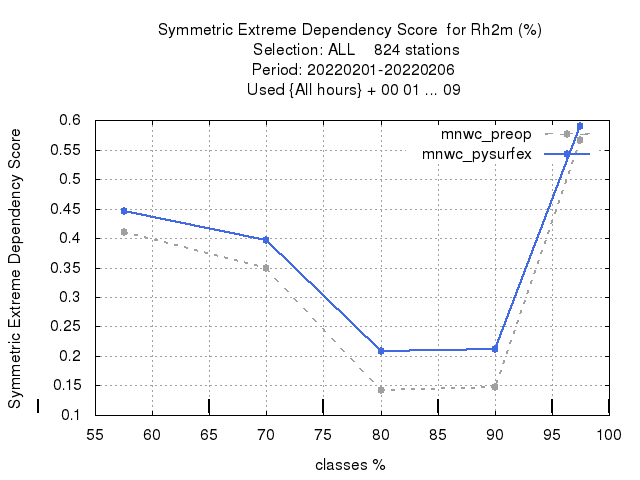 Symmetric Extreme Dependency Score  for Rh2m (%)
Selection: ALL    824 stations
Period: 20220201-20220206
Used {All hours} + 00 01 ... 09
Symmetric Extreme Dependency Score
mnwc_preop
mnwc_pysurfex
0.6
0.55
0.5
0.45
0.4
0.35
0.3
0.25
0.2
0.15
0.1
55 60 65 70 75 80 85 90 95 100
classes %